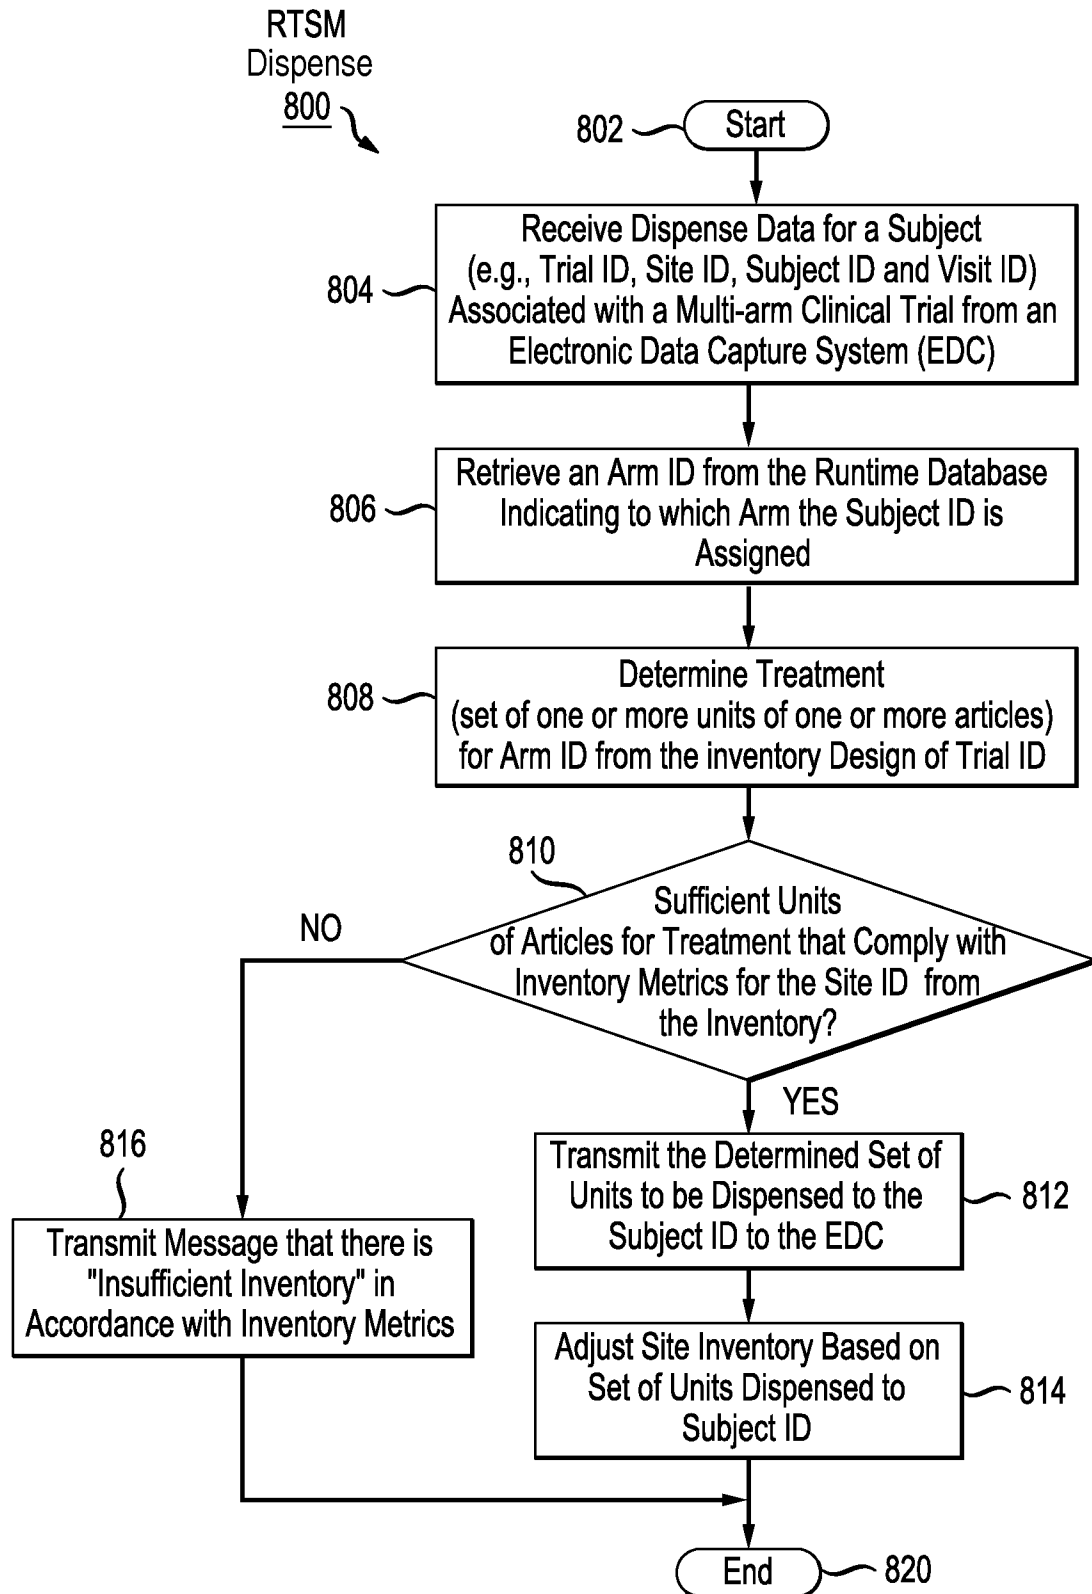 RTSM
Dispense
800
802
Start
804
Receive Dispense Data for a Subject
(e.g., Trial ID, Site ID, Subject ID and Visit ID)
Associated with a Multi-arm Clinical Trial from an
Electronic Data Capture System (EDC)
806
Retrieve an Arm ID from the Runtime Database
Indicating to which Arm the Subject ID is
Assigned
808
Determine Treatment
(set of one or more units of one or more articles)
for Arm ID from the inventory Design of Trial ID
810
Sufficient Units
of Articles for Treatment that Comply with
Inventory Metrics for the Site ID from
the Inventory?
NO
YES
816
Transmit Message that there is
"Insufficient Inventory" in
Accordance with Inventory Metrics
Transmit the Determined Set of
Units to be Dispensed to the
Subject ID to the EDC
812
Adjust Site Inventory Based on
Set of Units Dispensed to
Subject ID
814
End
820